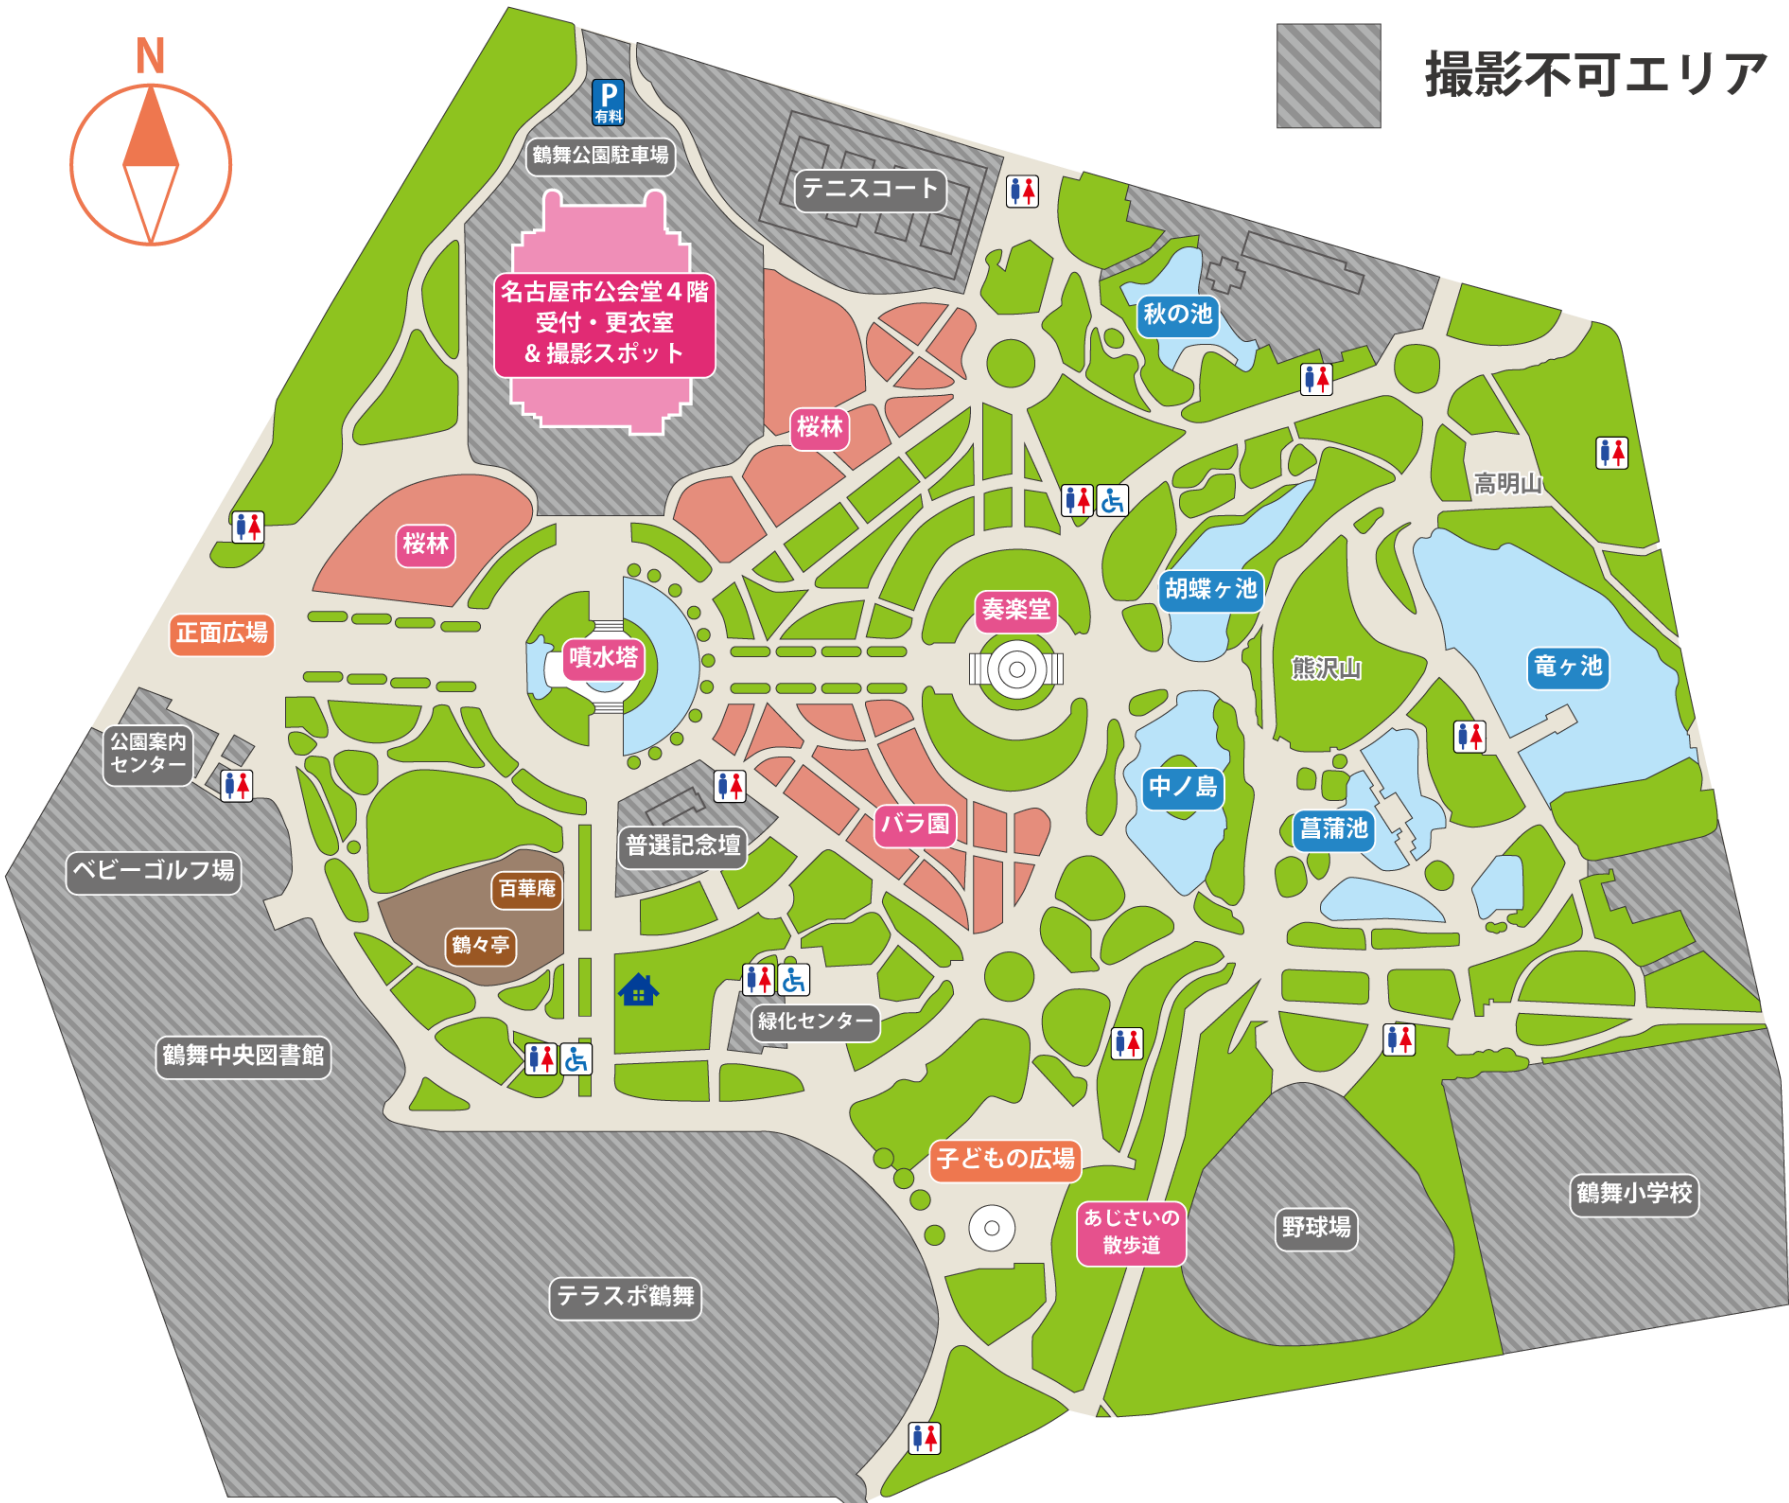 N
撮影不可エリア
P
有料
鶴舞公園駐車場
テニスコート
名古屋市公会堂4階
受付・更衣室
&撮影スポット
秋の池
桜林
高明山
桜林
胡蝶ヶ池
奏楽堂
正面広場
噴水塔
熊沢山
竜ヶ池
公園案内
センター
中ノ島
バラ園
菖蒲池
普選記念壇
ベビーゴルフ場
百華庵
鶴々亭
緑化センター
鶴舞中央図書館
子どもの広場
鶴舞小学校
あじさいの
散歩道
野球場
テラスポ鶴舞